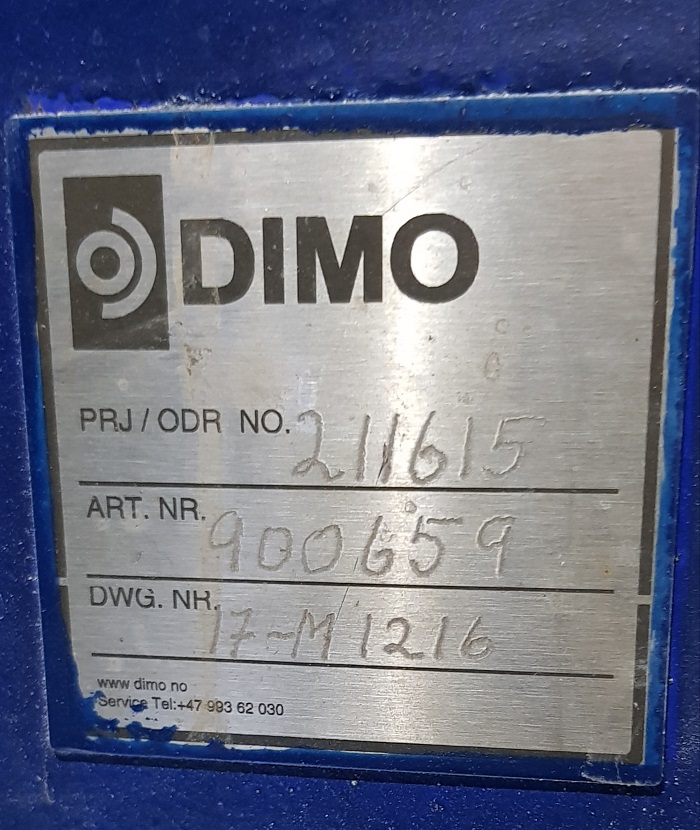 DIMO
PRJ / ODR NO. 211615
ART. NR. 900659
DWG. NR. 17-M1216
www dimo no
Service Tel:+47 993 62 030